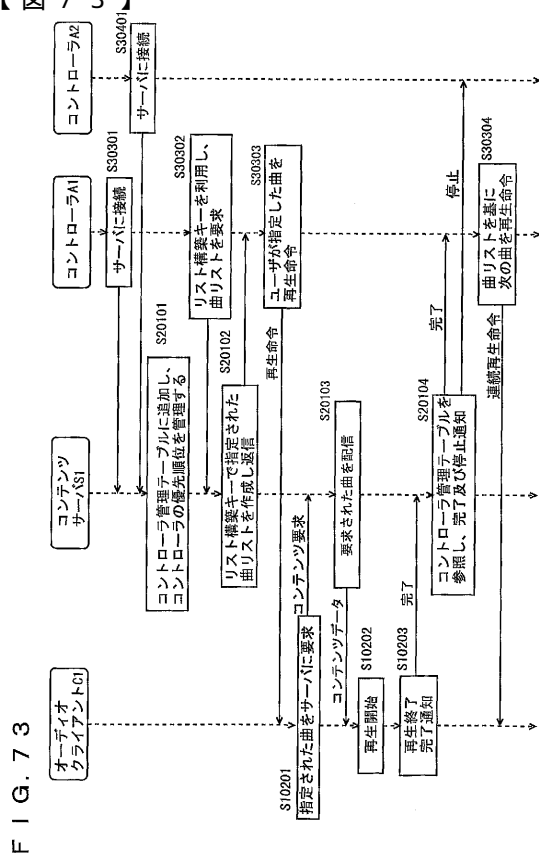 【図73】
FIG.73
オーディオ
クライアントC1
コンテンツ
サーバS1
コントローラA1
コントローラA2
S30401
サーバに接続
S30301
サーバに接続
S20101
コントローラ管理テーブルに追加し、
コントローラの優先順位を管理する
S30302
リスト構築キーを利用し、
曲リストを要求
S20102
リスト構築キーで指定された
曲リストを作成し返信
S30303
ユーザが指定した曲を
再生命令
再生命令
S10201
指定された曲をサーバに要求
コンテンツ要求
S20103
要求された曲を配信
コンテンツデータ
S10202
再生開始
S10203
再生終了
完了通知
完了
S20104
コントローラ管理テーブルを
参照し、完了及び停止通知
完了
停止
S30304
曲リストを基に
次の曲を再生命令
連続再生命令